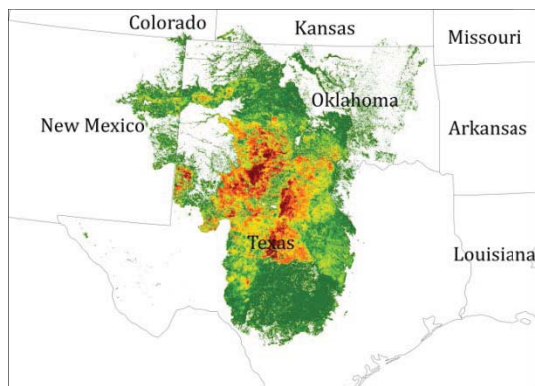 Colorado
Kansas
Missouri
Oklahoma
New Mexico
Arkansas
Texas
Louisiana